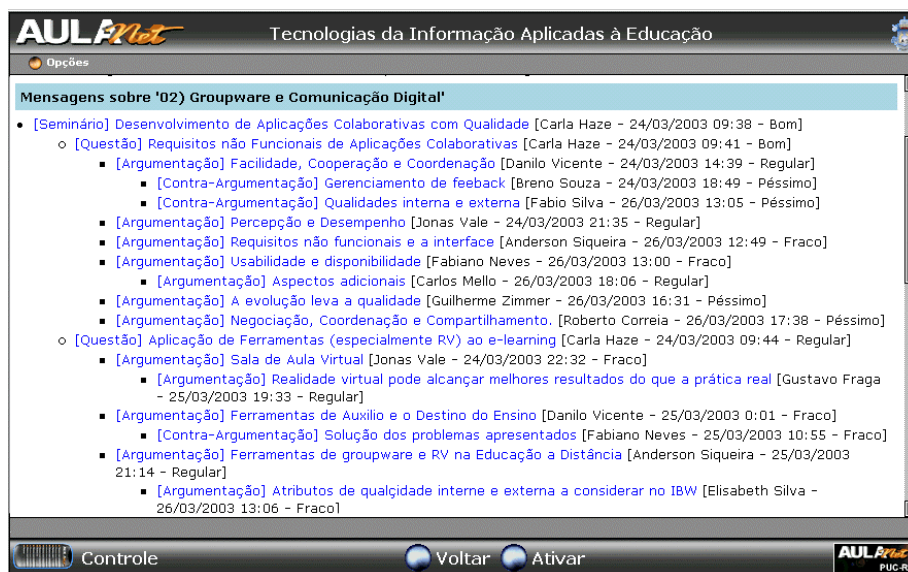 AULANet
Tecnologias da Informação Aplicadas à Educação
Opções
Mensagens sobre '02) Groupware e Comunicação Digital'
[Seminário] Desenvolvimento de Aplicações Colaborativas com Qualidade [Carla Haze - 24/03/2003 09:38 - Bom]
[Questão] Requisitos não Funcionais de Aplicações Colaborativas [Carla Haze - 24/03/2003 09:41 - Bom]
[Argumentação] Facilidade, Cooperação e Coordenação [Danilo Vicente - 24/03/2003 14:39 - Regular]
[Contra-Argumentação] Gerenciamento de feeback [Breno Souza - 24/03/2003 18:49 - Péssimo]
[Contra-Argumentação] Qualidades interna e externa [Fabio Silva - 26/03/2003 13:05 - Péssimo]
[Argumentação] Percepção e Desempenho [Jonas Vale - 24/03/2003 21:35 - Regular]
[Argumentação] Requisitos não funcionais e a interface [Anderson Siqueira - 26/03/2003 12:49 - Fraco]
[Argumentação] Usabilidade e disponibilidade [Fabiano Neves - 26/03/2003 13:00 - Fraco]
[Argumentação] Aspectos adicionais [Carlos Mello - 26/03/2003 18:06 - Regular]
[Argumentação] A evolução leva a qualidade [Guilherme Zimmer - 26/03/2003 16:31 - Péssimo]
[Argumentação] Negociação, Coordenação e Compartilhamento. [Roberto Correia - 26/03/2003 17:38 - Péssimo]
[Questão] Aplicação de Ferramentas (especialmente RV) ao e-learning [Carla Haze - 24/03/2003 09:44 - Regular]
[Argumentação] Sala de Aula Virtual [Jonas Vale - 24/03/2003 22:32 - Fraco]
[Argumentação] Realidade virtual pode alcançar melhores resultados do que a prática real [Gustavo Fraga
- 25/03/2003 19:33 - Regular]
[Argumentação] Ferramentas de Auxilio e o Destino do Ensino [Danilo Vicente - 25/03/2003 0:01 - Fraco]
[Contra-Argumentação] Solução dos problemas apresentados [Fabiano Neves - 25/03/2003 10:55 - Fraco]
[Argumentação] Ferramentas de groupware e RV na Educação a Distância [Anderson Siqueira - 25/03/2003
21:14 - Regular]
[Argumentação] Atributos de qualçidade interne e externa a considerar no IBW [Elisabeth Silva -
26/03/2003 13:06 - Fraco]
Controle
Voltar
Ativar
AULANet
PUC-R